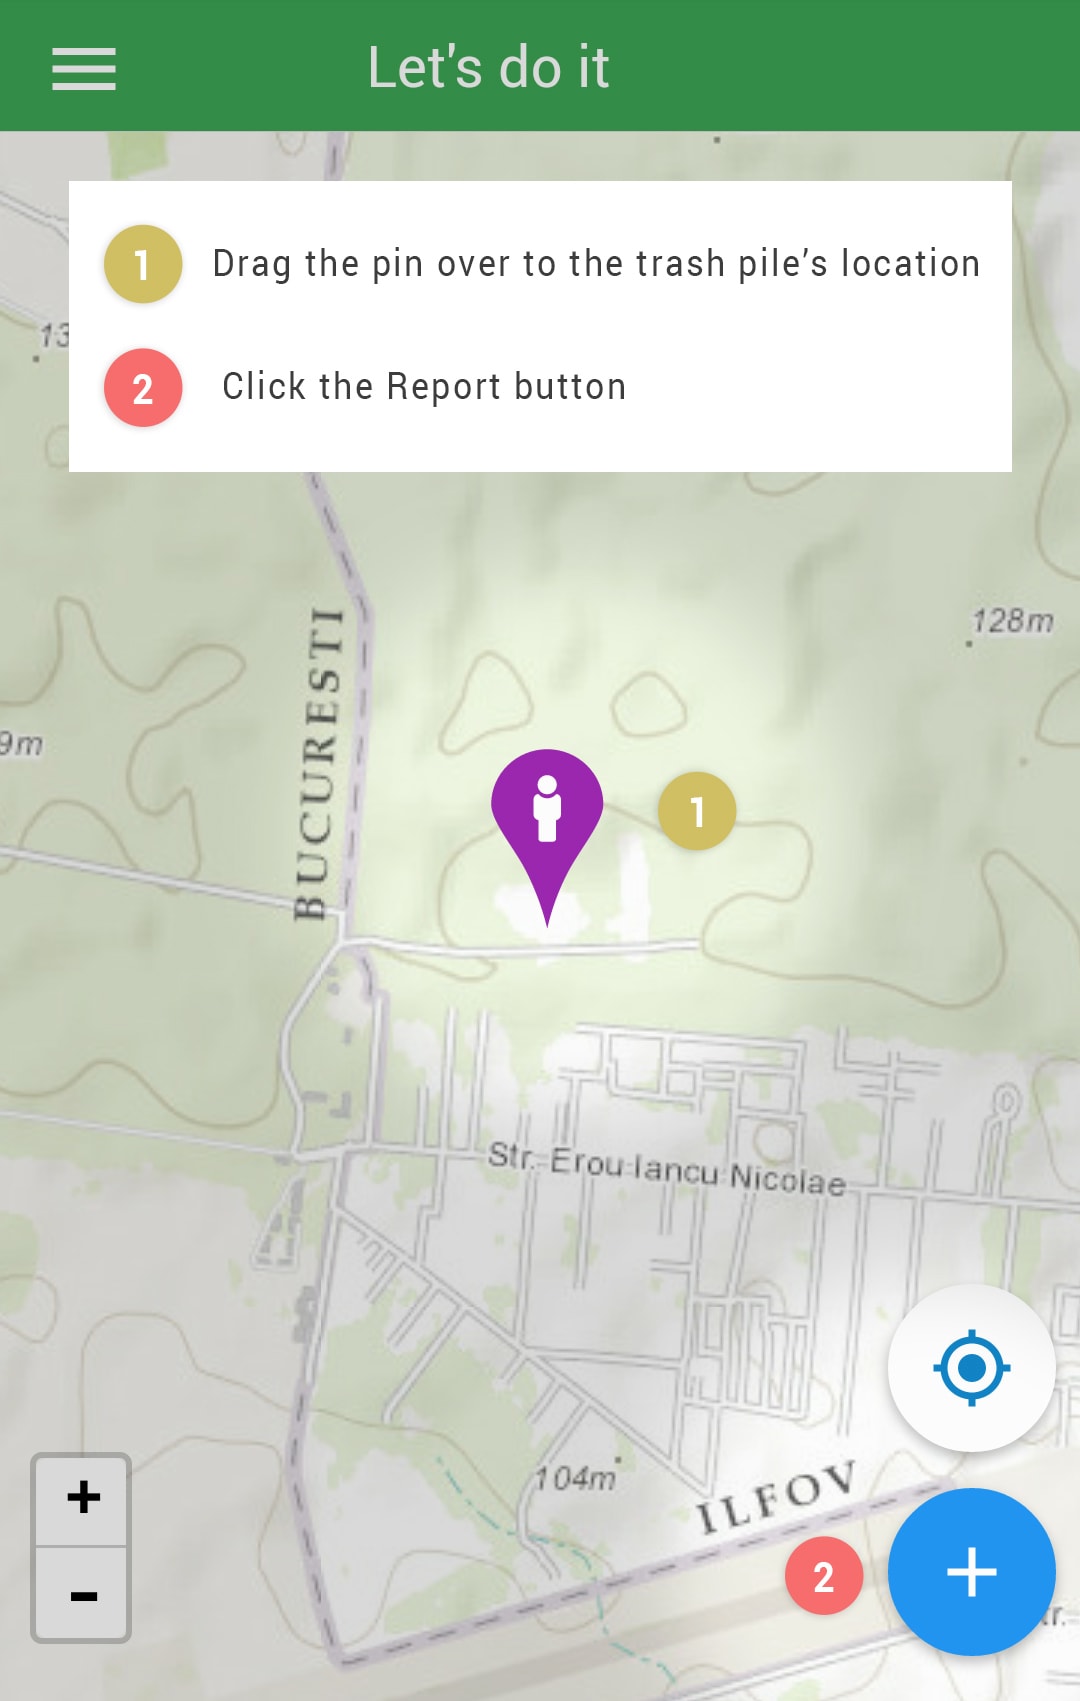 Let's do it
1 Drag the pin over to the trash pile's location
2 Click the Report button
128m
BUCURESTI
9m
1
Str. Erou Iancu Nicolae
104m
ILFOV
+
-
2
+